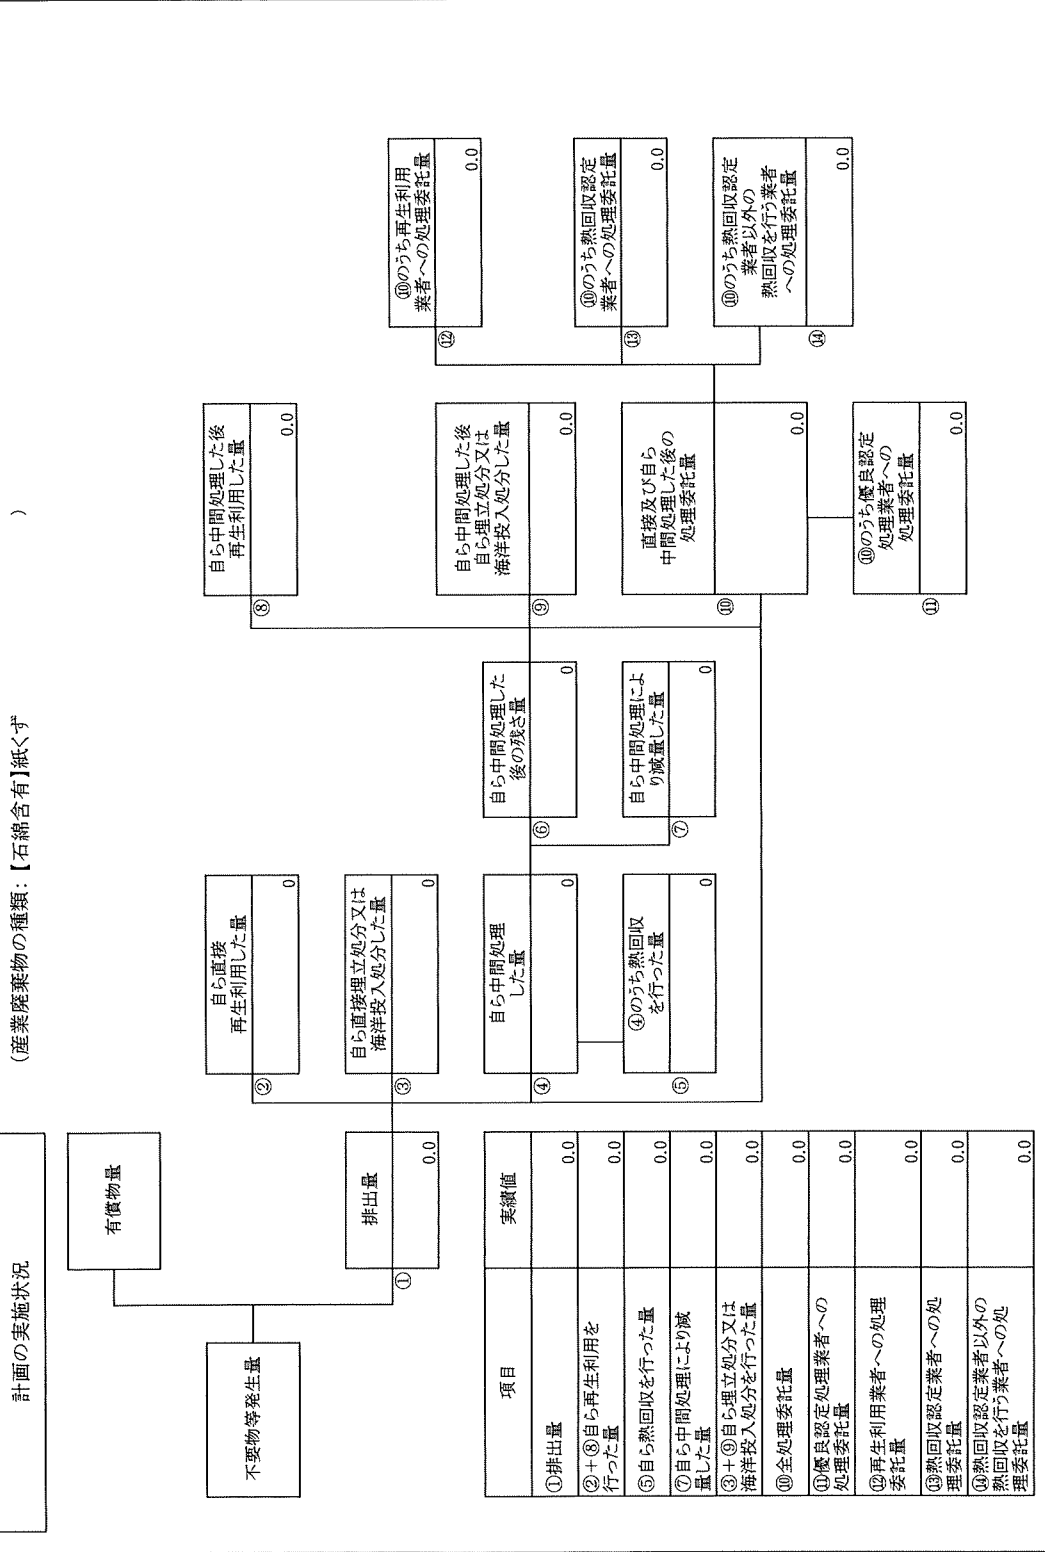 計画の実施状況
（産業廃棄物の種類：【石綿含有】紙くず　　　　　　　　）
不要物等発生量
有償物量
排出量
①
0.0
自ら直接
再生利用した量
②
0
自ら直接埋立処分又は
海洋投入処分した量
③
0
自ら中間処理
した量
④
0
④のうち熱回収
を行った量
⑤
0
自ら中間処理した
後の残さ量
⑥
0
自ら中間処理によ
り減量した量
⑦
0
自ら中間処理した後
再生利用した量
⑧
0.0
自ら中間処理した後
自ら埋立処分又は
海洋投入処分した量
⑨
0.0
直接及び自ら
中間処理した後の
処理委託量
⑩
0.0
⑩のうち優良認定
処理業者への
処理委託量
⑪
0.0
⑩のうち再生利用
業者への処理委託量
⑫
0.0
⑩のうち熱回収認定
業者への処理委託量
⑬
0.0
⑩のうち熱回収認定
業者以外の
熱回収を行う業者
への処理委託量
⑭
0.0
項目 実績値
①排出量 0.0
②＋⑧自ら再生利用を
行った量 0.0
⑤自ら熱回収を行った量 0.0
⑦自ら中間処理により減
量した量 0.0
③＋⑨自ら埋立処分又は
海洋投入処分を行った量 0.0
⑩全処理委託量 0.0
⑪優良認定処理業者への
処理委託量 0.0
⑫再生利用業者への処理
委託量 0.0
⑬熱回収認定業者への処
理委託量 0.0
⑭熱回収認定業者以外の
熱回収を行う業者への処
理委託量 0.0